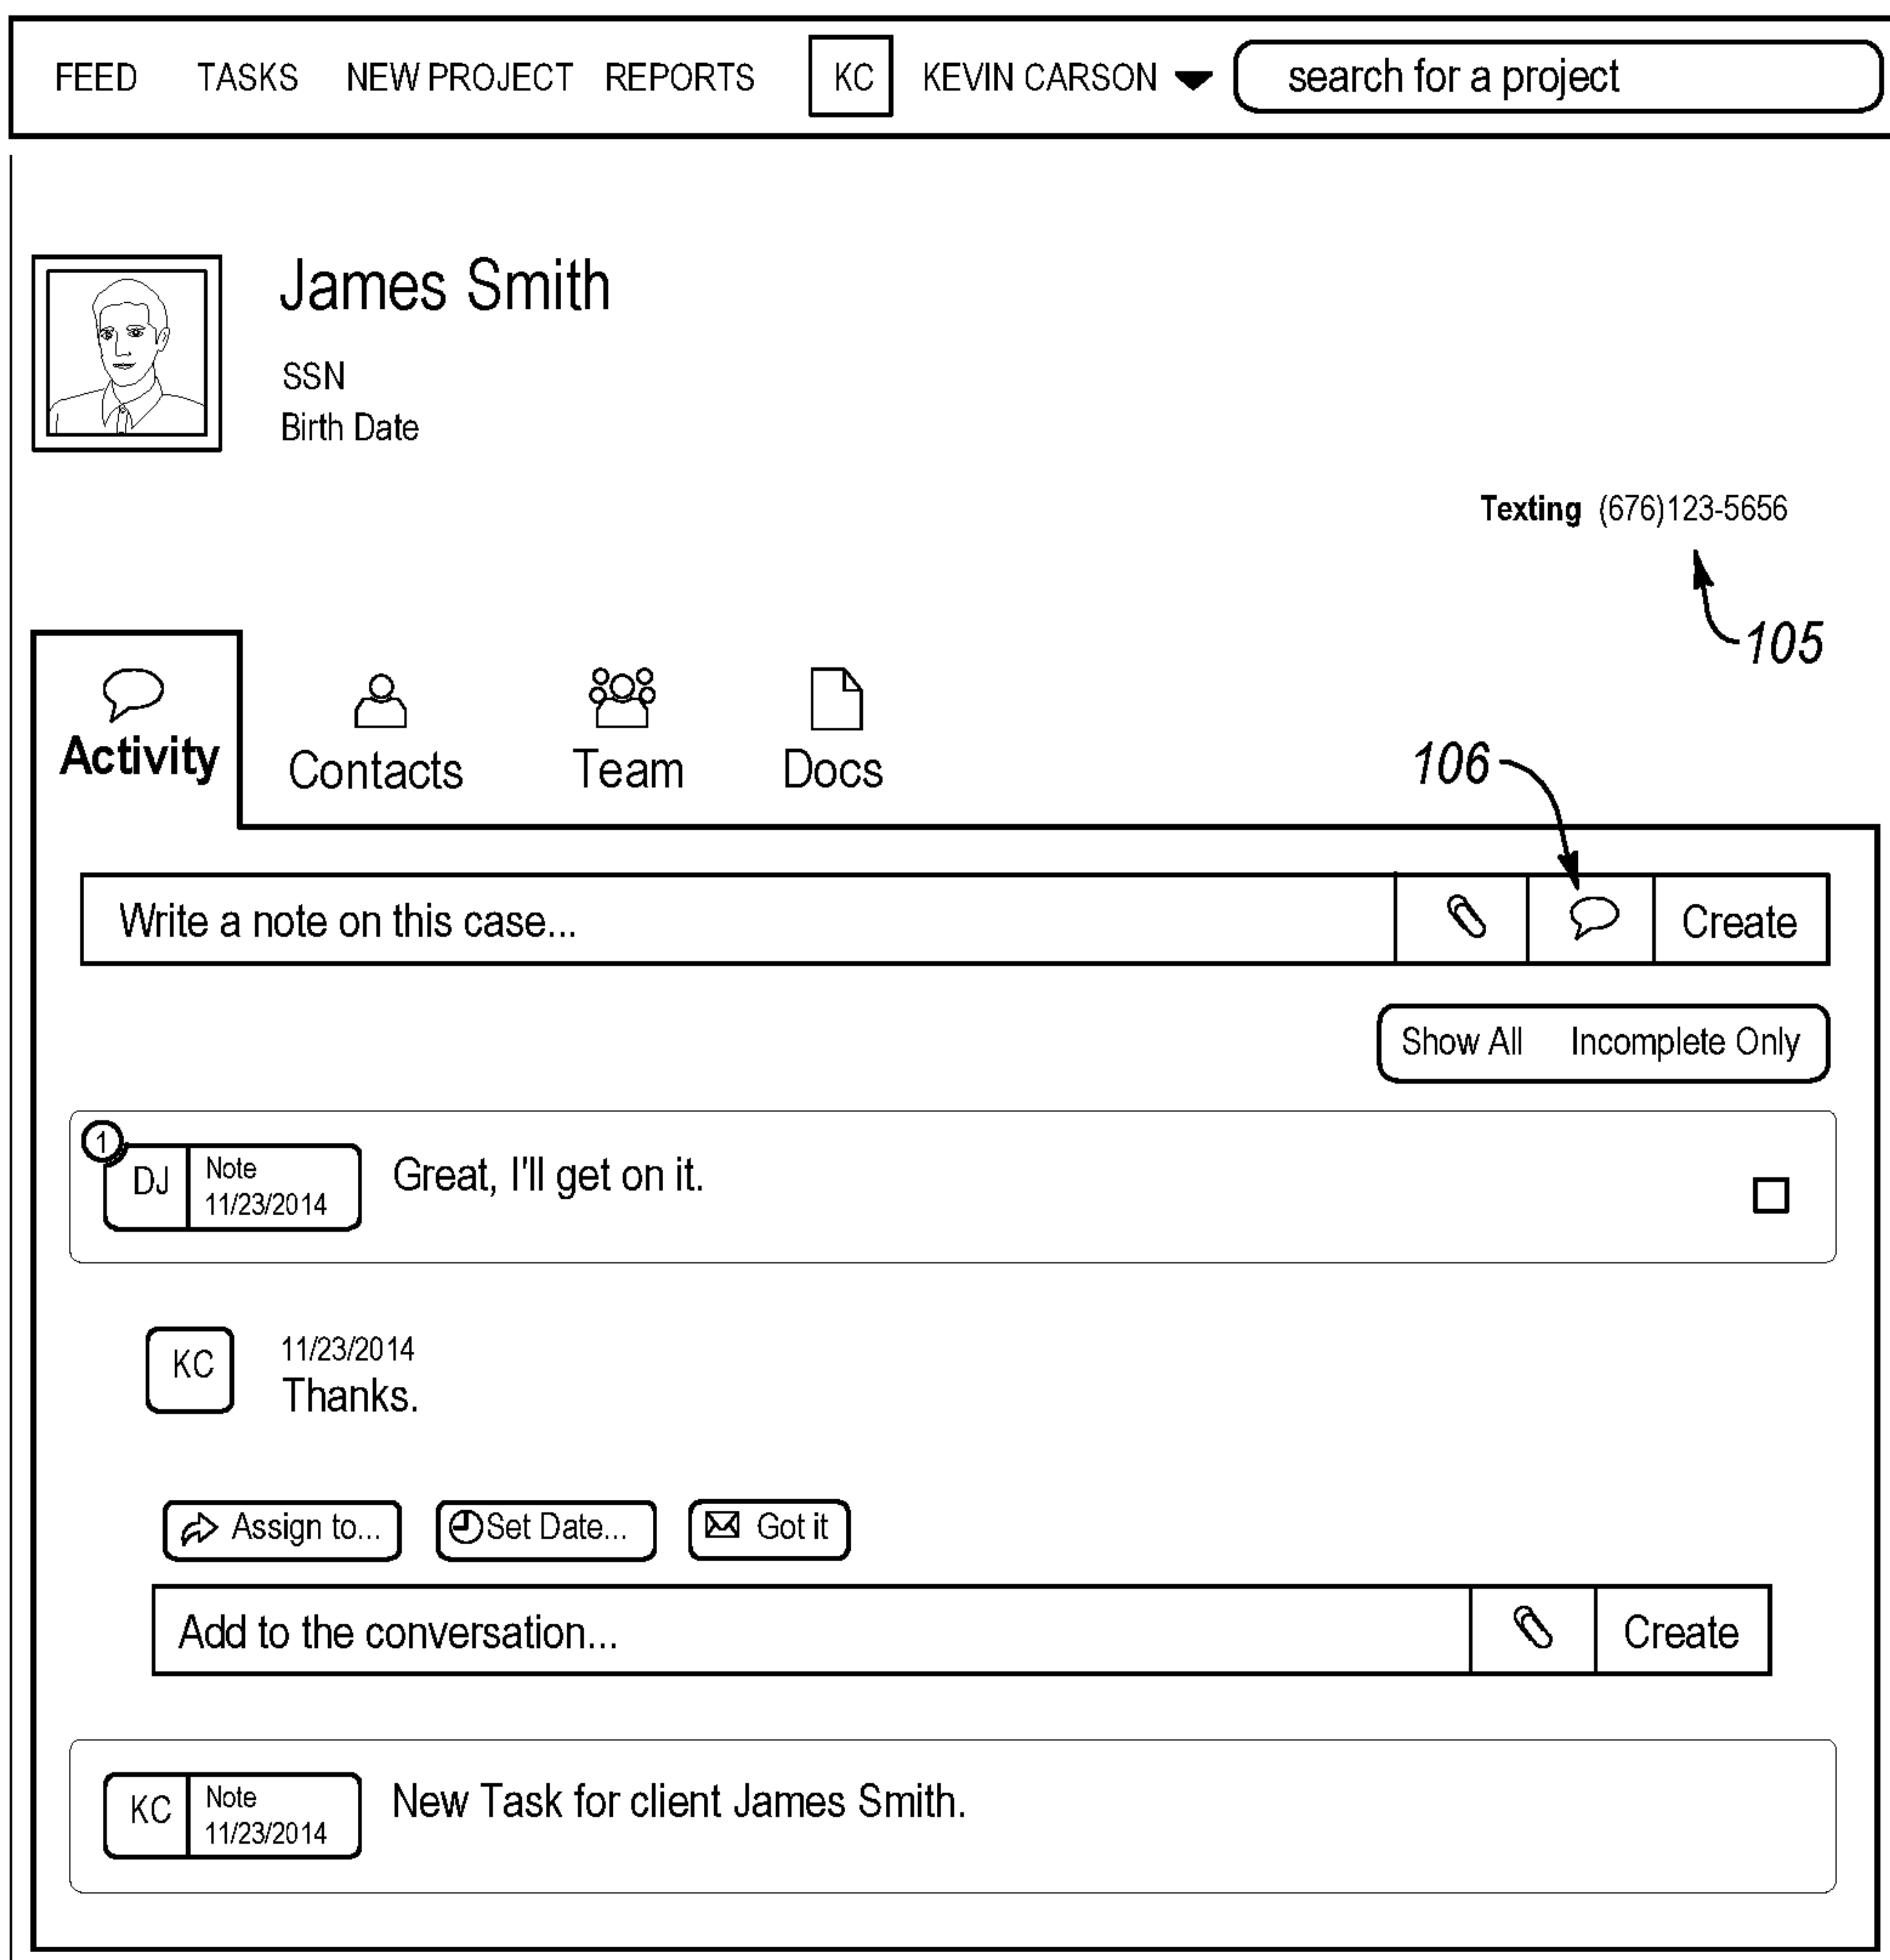 FEED TASKS NEW PROJECT REPORTS KC KEVIN CARSON search for a project
James Smith
SSN
Birth Date
Texting (676)123-5656
105
Activity Contacts Team Docs
106
Write a note on this case... Create
Show All Incomplete Only
1
DJ Note 11/23/2014 Great, I'll get on it.
KC 11/23/2014
Thanks.
Assign to... Set Date... Got it
Add to the conversation... Create
KC Note 11/23/2014 New Task for client James Smith.